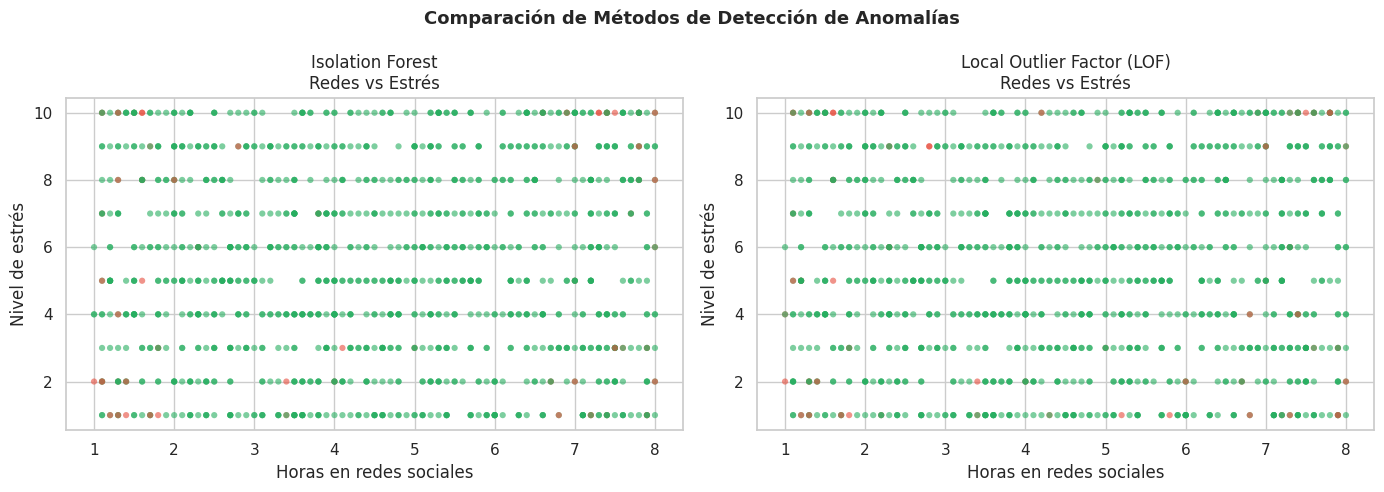 Comparación de Métodos de Detección de Anomalías
Isolation Forest
Redes vs Estrés
Nivel de estrés
10
8
6
4
2
1
2
3
4
5
6
7
8
Horas en redes sociales
Local Outlier Factor (LOF)
Redes vs Estrés
Nivel de estrés
10
8
6
4
2
1
2
3
4
5
6
7
8
Horas en redes sociales